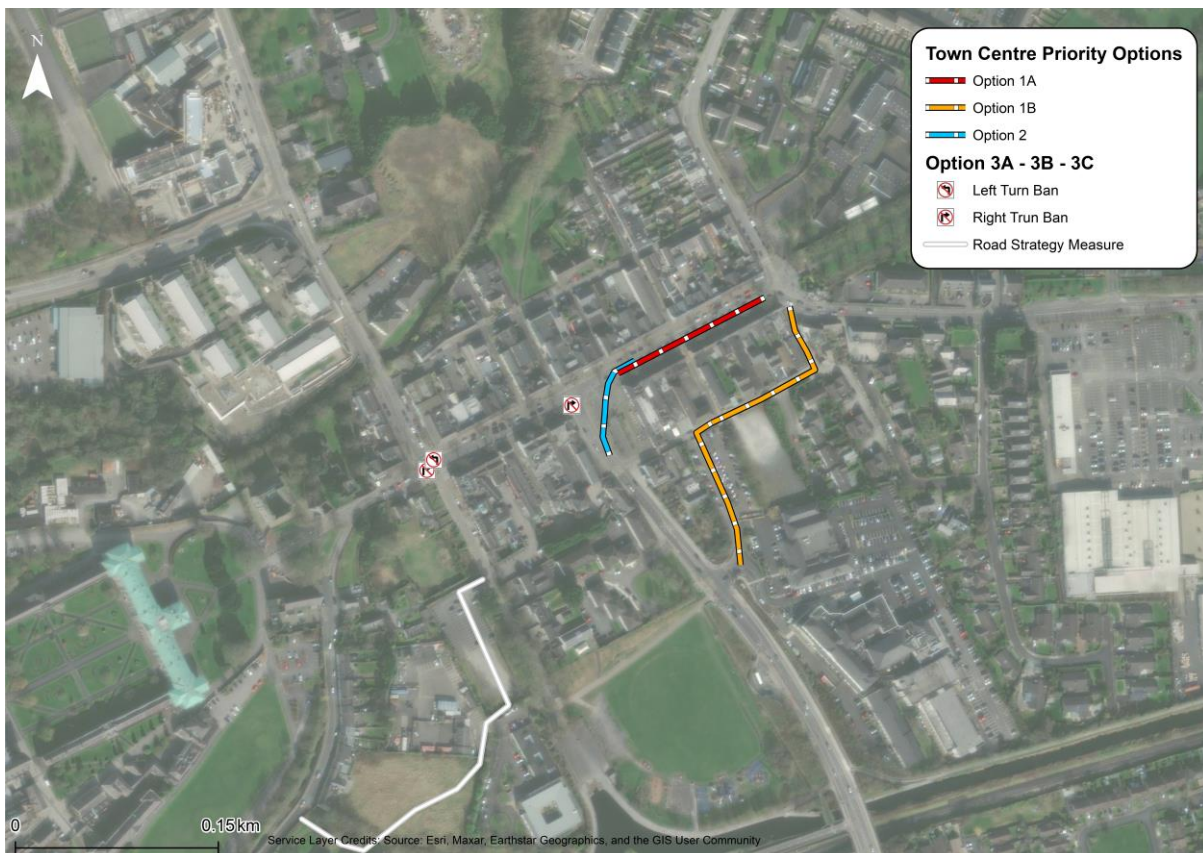 N
Town Centre Priority Options
Option 1A
Option 1B
Option 2
Option 3A - 3B - 3C
Left Turn Ban
Right Trun Ban
Road Strategy Measure
0
0.15km
Service Layer Credits: Source: Esri, Maxar, Earthstar Geographics, and the GIS User Community